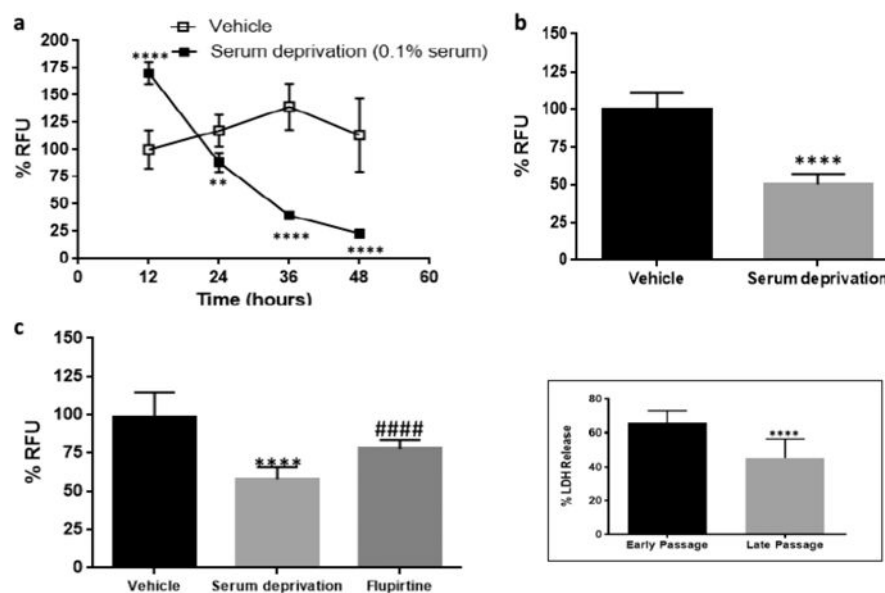 a
Vehicle
Serum deprivation (0.1% serum)
200
175
150
125
100
75
50
25
0
% RFU
****
**
****
****
0 12 24 36 48 60
Time (hours)
b
150
125
100
75
50
25
0
% RFU
****
Vehicle Serum deprivation
c
150
125
100
75
50
25
0
% RFU
****
####
Vehicle Serum deprivation Flupirtine
80
60
40
20
0
% LDH Release
****
Early Passage Late Passage